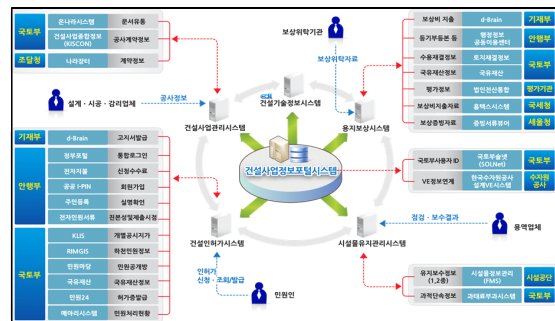 국토부
온나라시스템
문서유통
건설사업종합정보
(KISCON)
공사계약정보
조달청
나라장터
계약정보
설계 · 시공 · 감리업체
공사정보
건설사업관리시스템
건설기술정보시스템
보상위탁기관
보상위탁자료
용지보상시스템
보상비 지출
d-Brain
기재부
등기부등본 등
행정정보
공동이용센터
안행부
수용재결정보
토지재결정보
국토부
국유재산정보
국유재산
평가정보
법인전산통합
평가기관
보상비지출자료
홈텍스시스템
국세청
보상증빙자료
증빙서류뷰어
세울청
기재부
d-Brain
고지서발급
안행부
정부포털
통합로그인
전자지불
신청수수료
공공 I-PIN
회원가입
주민등록
실명확인
전자민원서류
진본성및제출시점
국토부
KLIS
개별공시지가
RIMGIS
하천민원정보
민원마당
민원공개방
국유재산
국유재산정보
민원24
허가증발급
메아리시스템
민원처리현황
건설사업정보포털시스템
건설인허가시스템
인허가
신청 · 조회/발급
민원인
국토부사용자 ID
국토부솔넷
(SOLNet)
국토부
VE정보연계
한국수자원공사
설계VE시스템
수자원
공사
점검 · 보수결과
용역업체
시설물유지관리시스템
유지보수정보
(1,2종)
시설물정보관리
(FMS)
시설공단
과적단속정보
과태료부과시스템
국토부